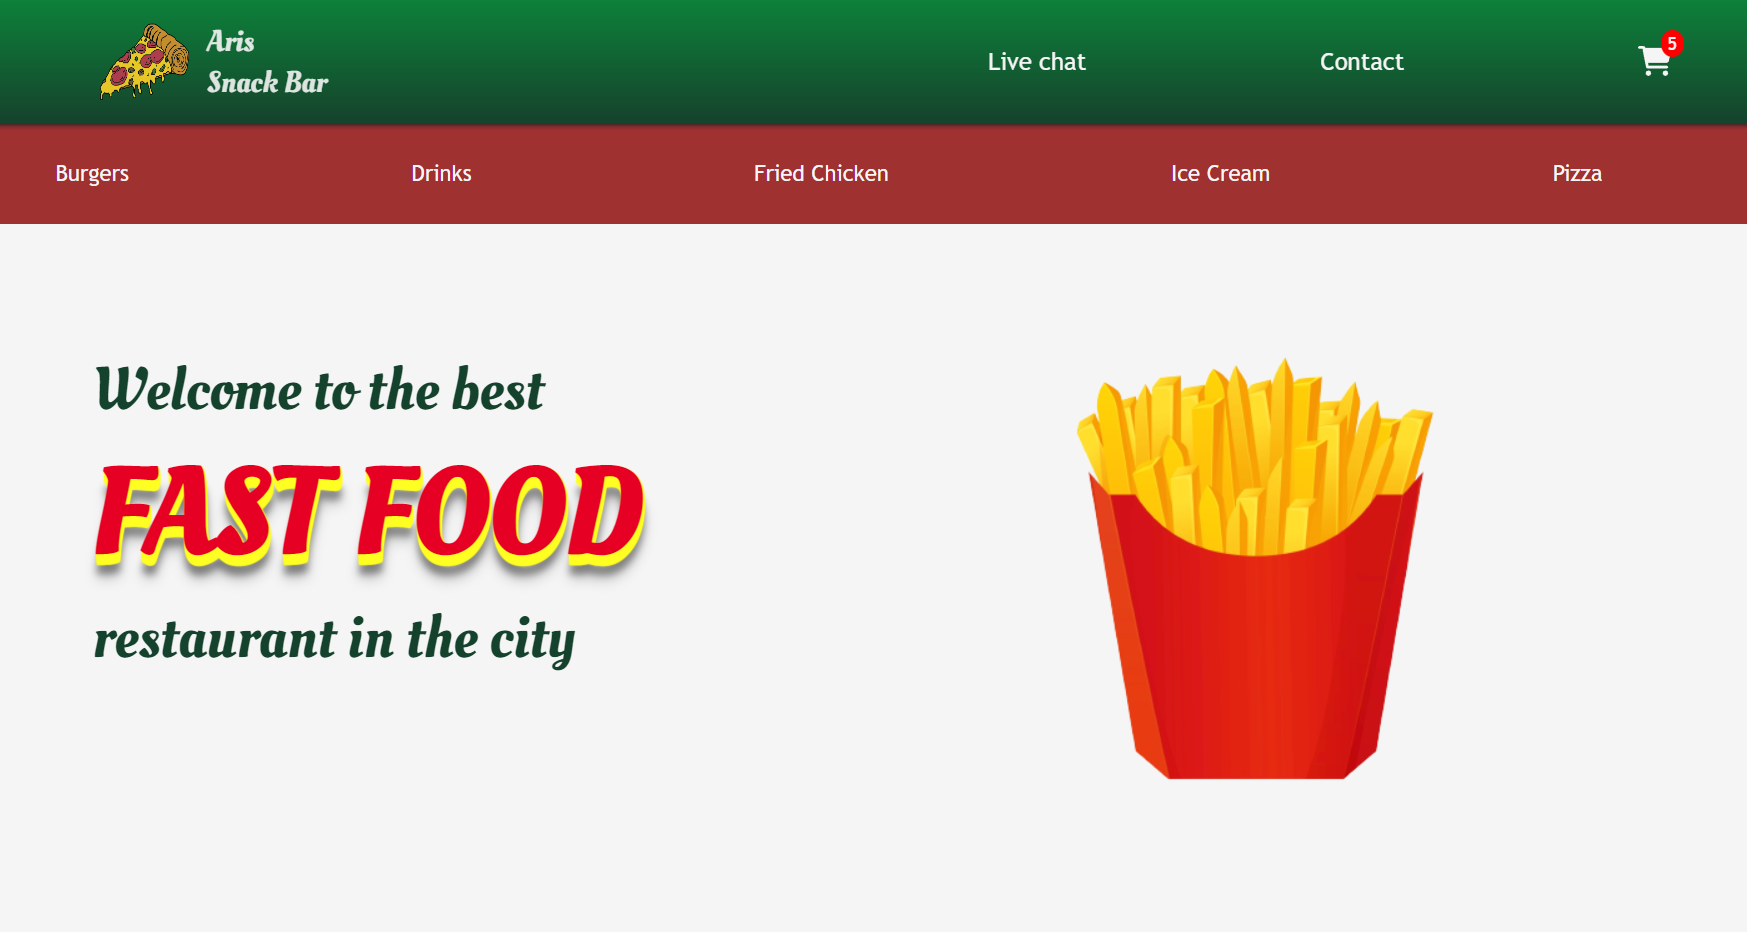 Aris
Snack Bar
Live chat
Contact
5
Burgers
Drinks
Fried Chicken
Ice Cream
Pizza
Welcome to the best
FAST FOOD
restaurant in the city